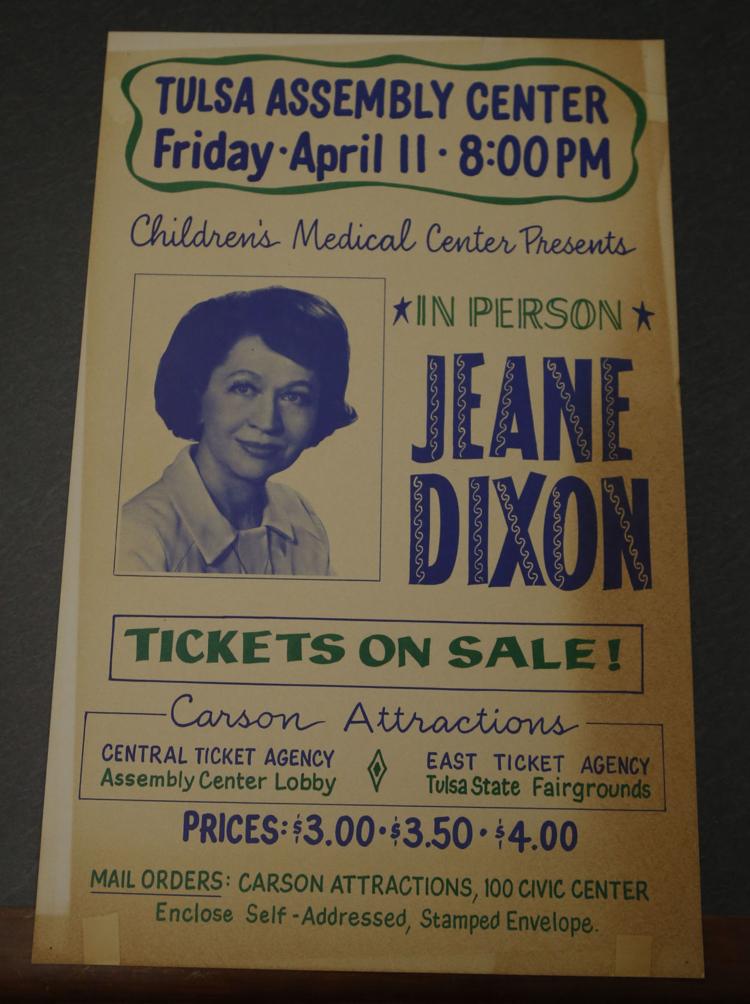 TULSA ASSEMBLY CENTER
Friday · April 11 · 8:00 PM
Children's Medical Center Presents
★ IN PERSON ★
JEANE
DIXON
TICKETS ON SALE!
Carson Attractions
CENTRAL TICKET AGENCY
Assembly Center Lobby
EAST TICKET AGENCY
Tulsa State Fairgrounds
PRICES: $3.00 · $3.50 · $4.00
MAIL ORDERS: CARSON ATTRACTIONS, 100 CIVIC CENTER
Enclose Self-Addressed, Stamped Envelope.